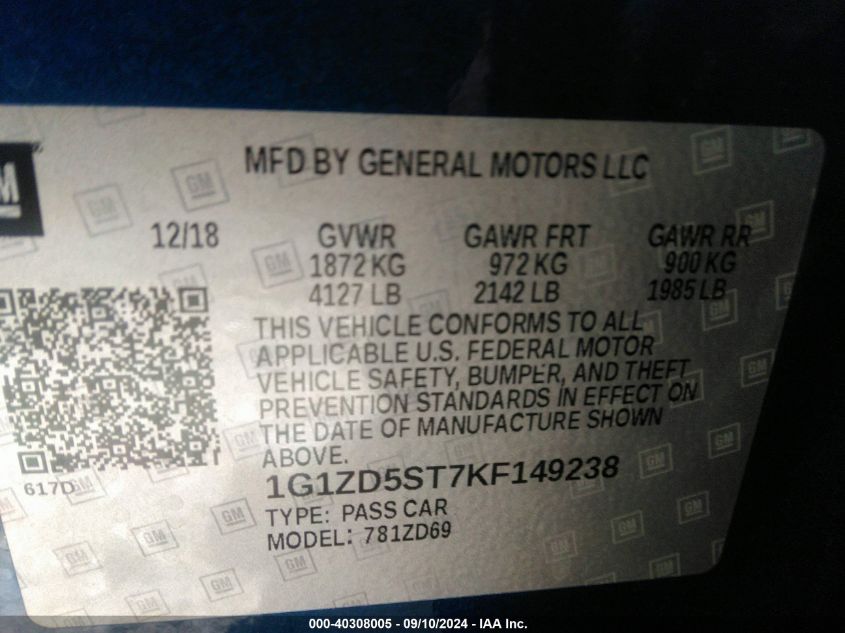 GM
MFD BY GENERAL MOTORS LLC
12/18 GVWR GAWR FRT GAWR RR
1872 KG 972 KG 900 KG
4127 LB 2142 LB 1985 LB
THIS VEHICLE CONFORMS TO ALL
APPLICABLE U.S. FEDERAL MOTOR
VEHICLE SAFETY, BUMPER, AND THEFT
PREVENTION STANDARDS IN EFFECT ON
THE DATE OF MANUFACTURE SHOWN
ABOVE.
617D
1G1ZD5ST7KF149238
TYPE: PASS CAR
MODEL: 781ZD69
000-40308005 - 09/10/2024 - IAA Inc.